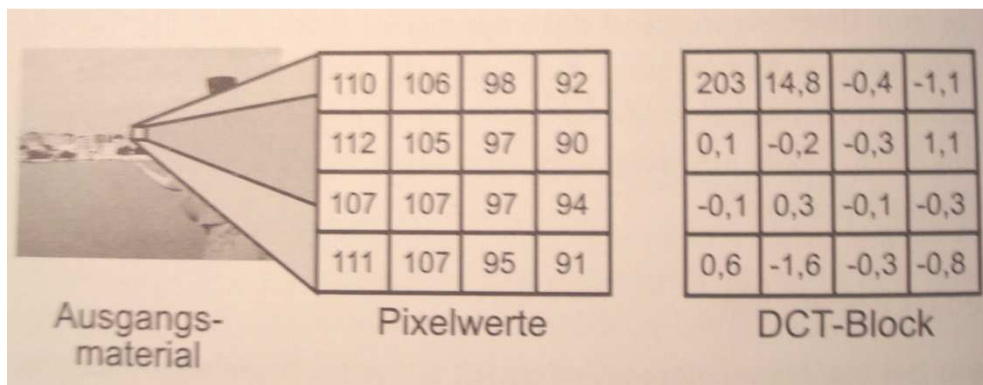 110 106 98 92
112 105 97 90
107 107 97 94
111 107 95 91
Pixelwerte
203 14,8 -0,4 -1,1
0,1 -0,2 -0,3 1,1
-0,1 0,3 -0,1 -0,3
0,6 -1,6 -0,3 -0,8
DCT-Block
Ausgangs-
material